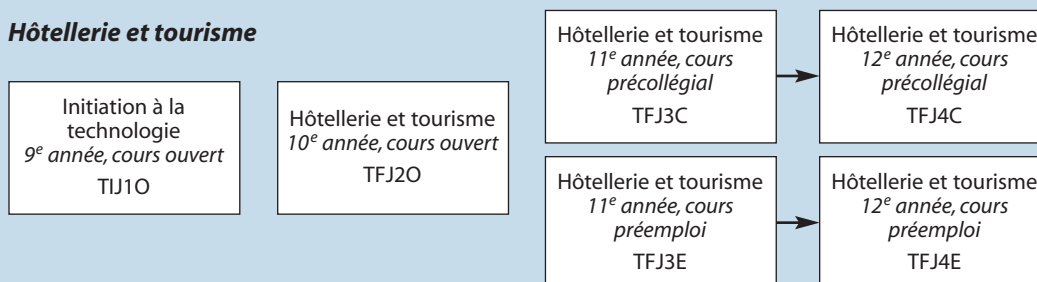 Hôtellerie et tourisme
Initiation à la
technologie
9e année, cours ouvert
TIJ1O
Hôtellerie et tourisme
10e année, cours ouvert
TFJ2O
Hôtellerie et tourisme
11e année, cours
précollégial
TFJ3C
Hôtellerie et tourisme
12e année, cours
précollégial
TFJ4C
Hôtellerie et tourisme
11e année, cours
préemploi
TFJ3E
Hôtellerie et tourisme
12e année, cours
préemploi
TFJ4E